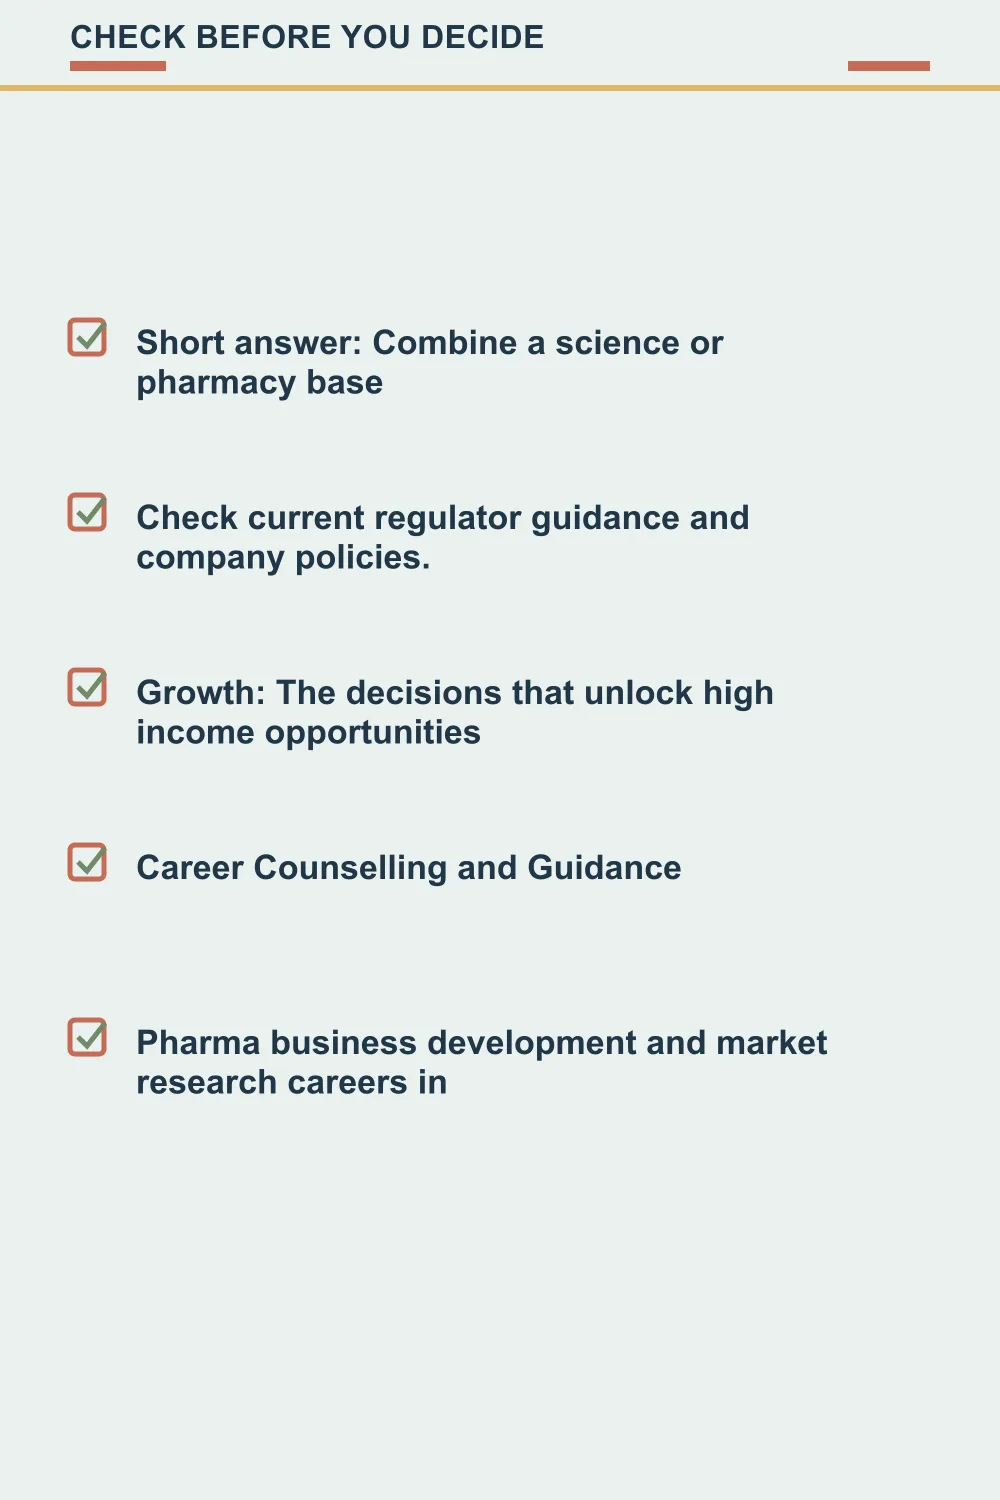 CHECK BEFORE YOU DECIDE
Short answer: Combine a science or
pharmacy base
Check current regulator guidance and
company policies.
Growth: The decisions that unlock high
income opportunities
Career Counselling and Guidance
Pharma business development and market
research careers in